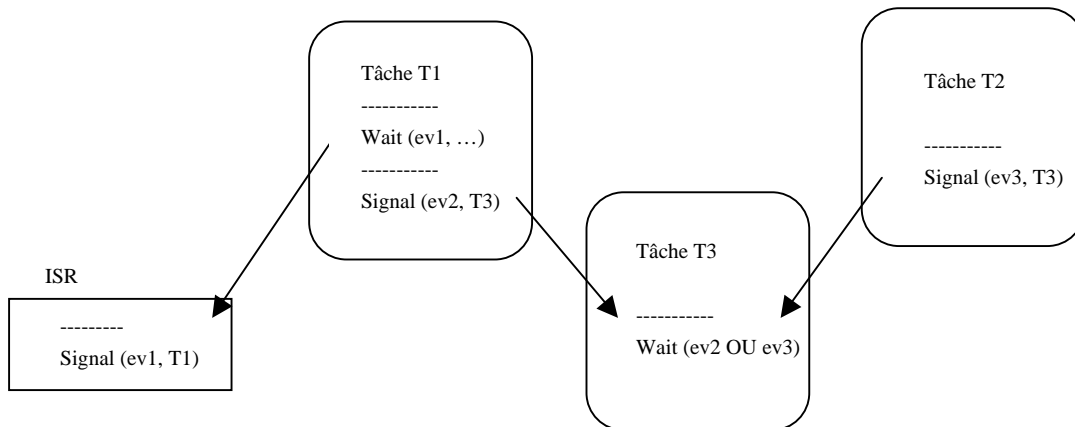 Tâche T1
-----------
Wait (ev1, …)
-----------
Signal (ev2, T3)
Tâche T2
-----------
Signal (ev3, T3)
Tâche T3
-----------
Wait (ev2 OU ev3)
ISR
---------
Signal (ev1, T1)